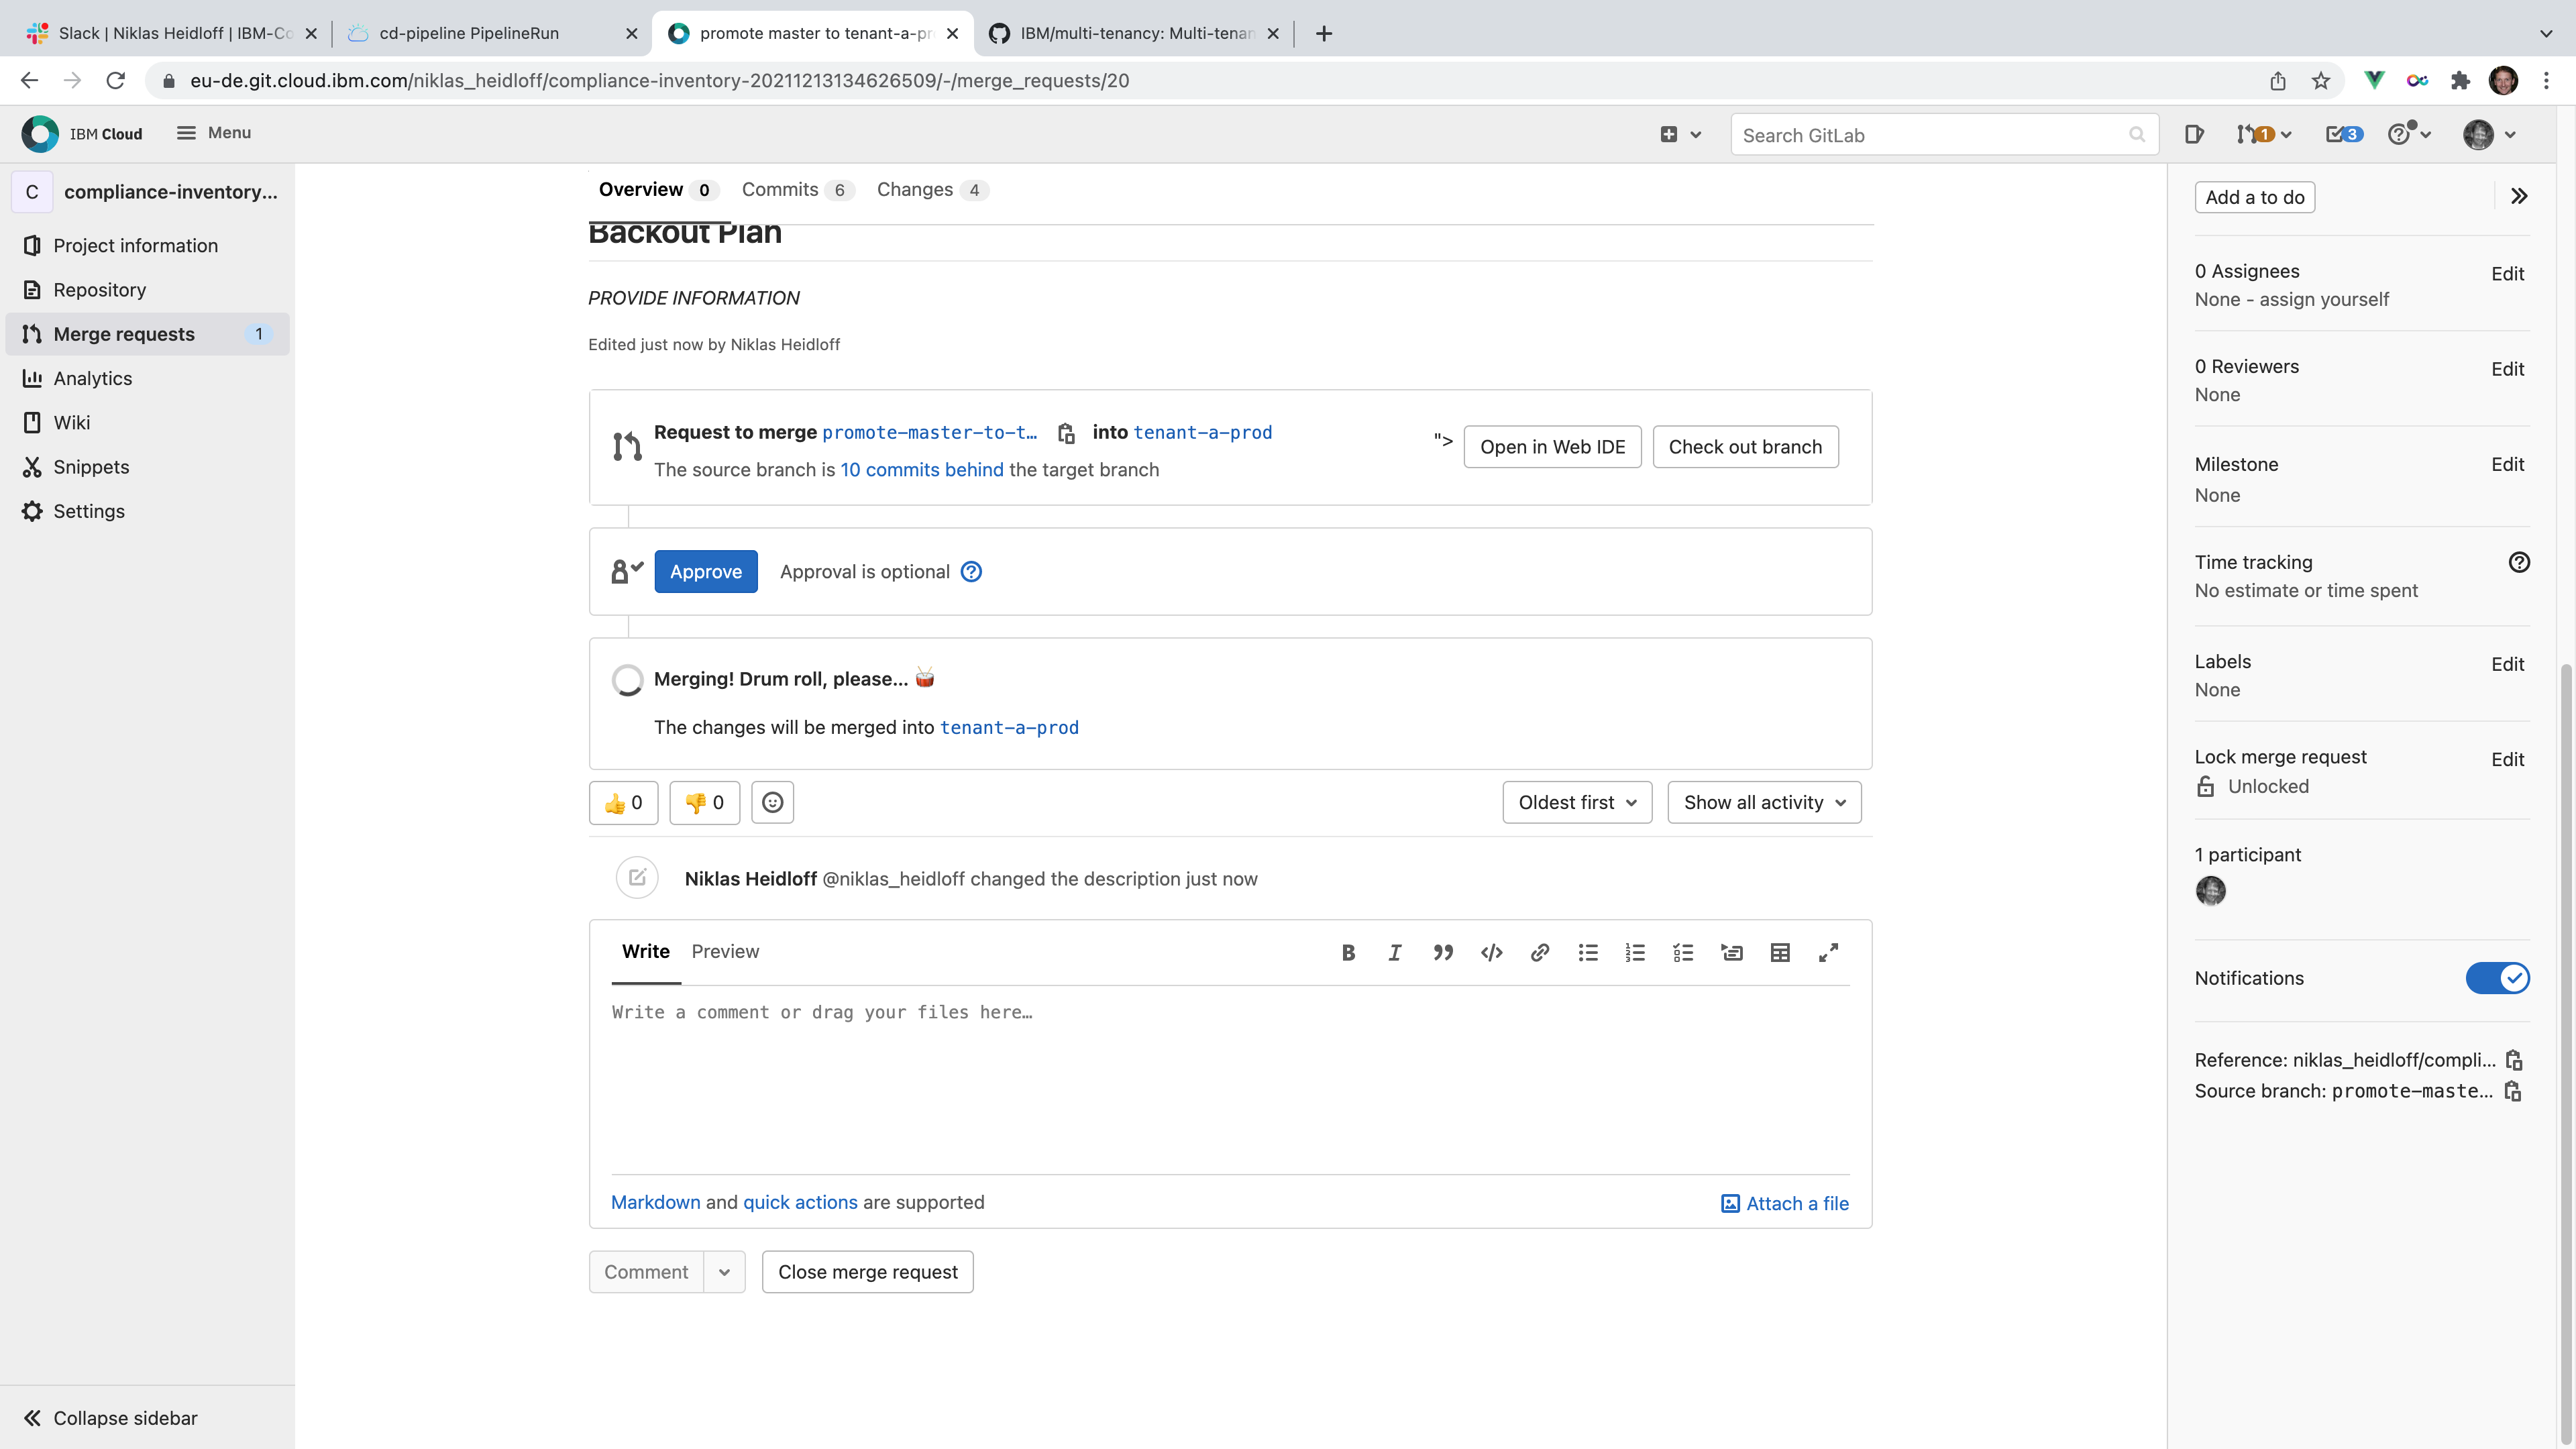 Slack | Niklas Heidloff | IBM-Co
cd-pipeline PipelineRun
promote master to tenant-a-pr
IBM/multi-tenancy: Multi-tenan
eu-de.git.cloud.ibm.com/niklas_heidloff/compliance-inventory-20211213134626509/-/merge_requests/20
IBM Cloud
Menu
Search GitLab
1
3
C
compliance-inventory...
Project information
Repository
Merge requests 1
Analytics
Wiki
Snippets
Settings
Collapse sidebar
Overview 0
Commits 6
Changes 4
Backout Plan
PROVIDE INFORMATION
Edited just now by Niklas Heidloff
Request to merge promote-master-to-t… into tenant-a-prod
The source branch is 10 commits behind the target branch
">
Open in Web IDE
Check out branch
Approve
Approval is optional
Merging! Drum roll, please… 🥁
The changes will be merged into tenant-a-prod
👍 0
👎 0
Oldest first
Show all activity
Niklas Heidloff @niklas_heidloff changed the description just now
Write
Preview
Write a comment or drag your files here…
Markdown and quick actions are supported
Attach a file
Comment
Close merge request
Add a to do
0 Assignees
Edit
None - assign yourself
0 Reviewers
Edit
None
Milestone
Edit
None
Time tracking
No estimate or time spent
Labels
Edit
None
Lock merge request
Edit
Unlocked
1 participant
Notifications
Reference: niklas_heidloff/compli…
Source branch: promote-maste…